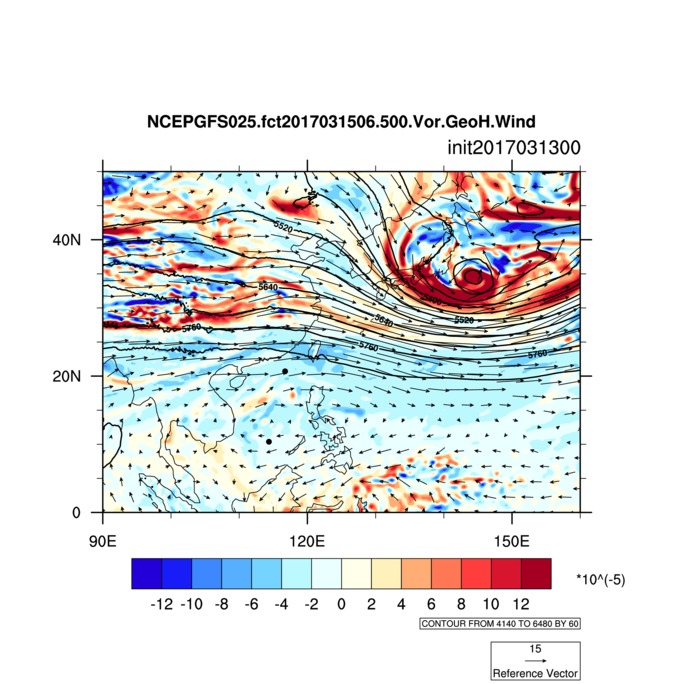 NCEPGFS025.fct2017031506.500.Vor.GeoH.Wind
init2017031300
5520
40N
5640
5640
5520
5760
5760
5760
20N
0
90E 120E 150E
-12 -10 -8 -6 -4 -2 0 2 4 6 8 10 12 *10^(-5)
CONTOUR FROM 4140 TO 6480 BY 60
15
Reference Vector